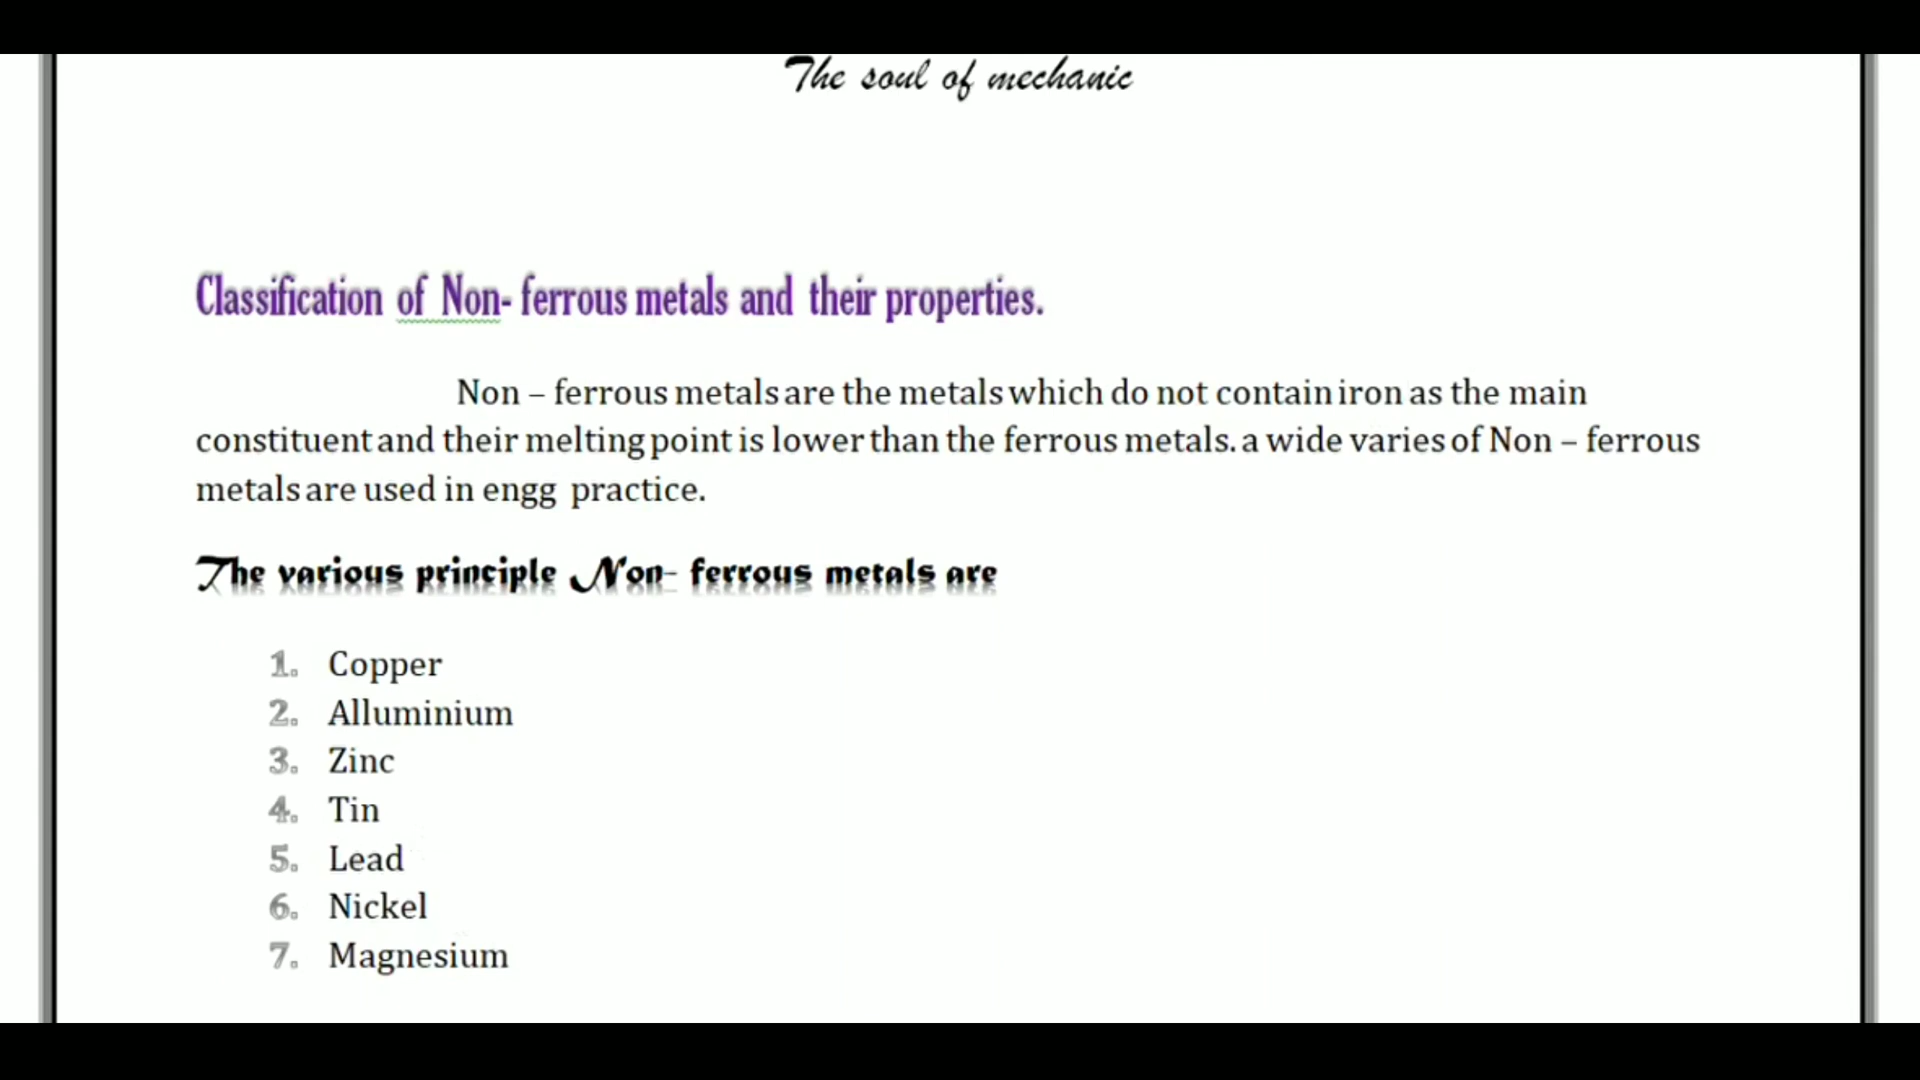 The soul of mechanic
Classification of Non- ferrous metals and their properties.
Non – ferrous metals are the metals which do not contain iron as the main
constituent and their melting point is lower than the ferrous metals. a wide varies of Non – ferrous
metals are used in engg practice.
The various principle Non- ferrous metals are
1. Copper
2. Alluminium
3. Zinc
4. Tin
5. Lead
6. Nickel
7. Magnesium